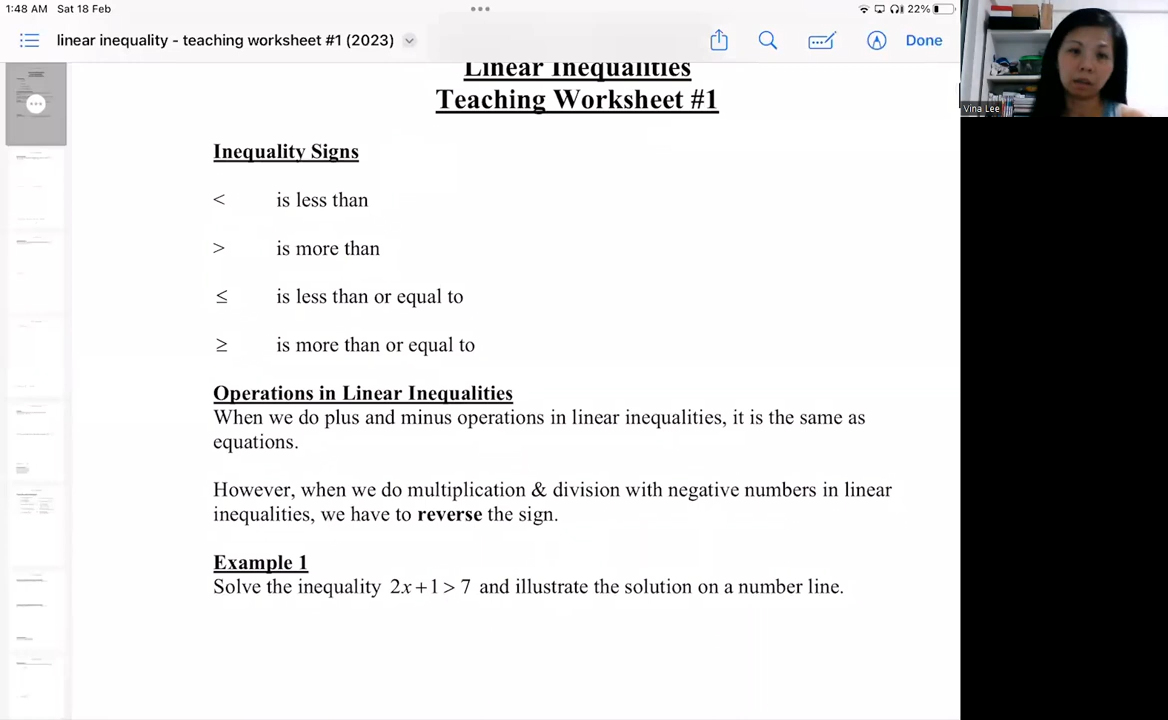 1:48 AM Sat 18 Feb
22%
linear inequality - teaching worksheet #1 (2023)
Done
Vina Lee
Linear Inequalities
Teaching Worksheet #1
Inequality Signs
< is less than
> is more than
≤ is less than or equal to
≥ is more than or equal to
Operations in Linear Inequalities
When we do plus and minus operations in linear inequalities, it is the same as
equations.
However, when we do multiplication & division with negative numbers in linear
inequalities, we have to reverse the sign.
Example 1
Solve the inequality 2x+1>7 and illustrate the solution on a number line.